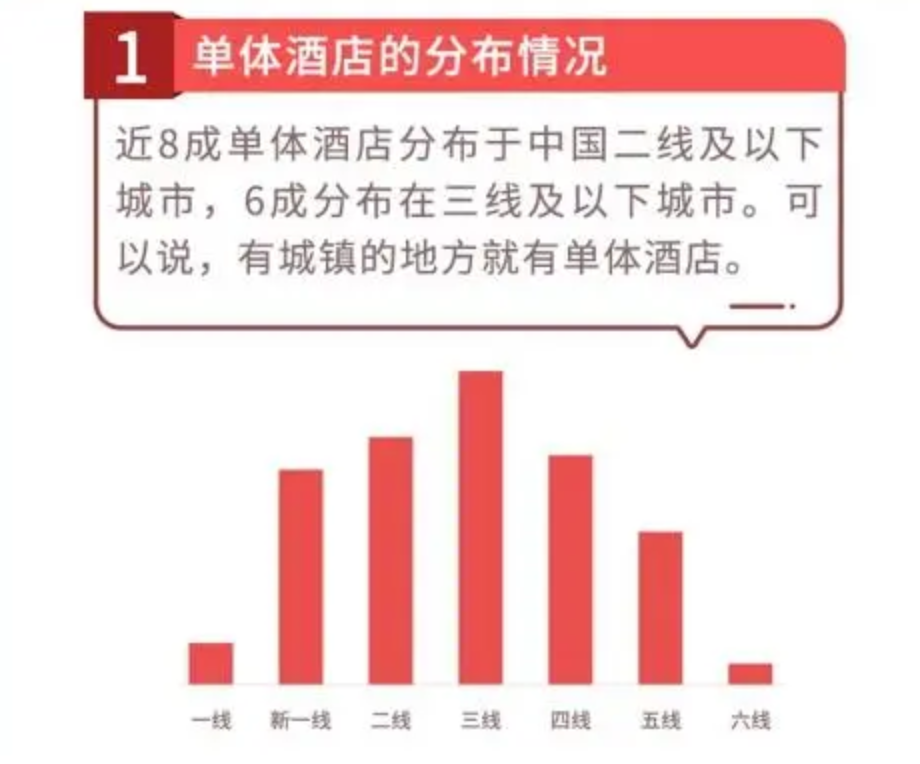 1 单体酒店的分布情况
近8成单体酒店分布于中国二线及以下
城市，6成分布在三线及以下城市。可
以说，有城镇的地方就有单体酒店。
一线 新一线 二线 三线 四线 五线 六线